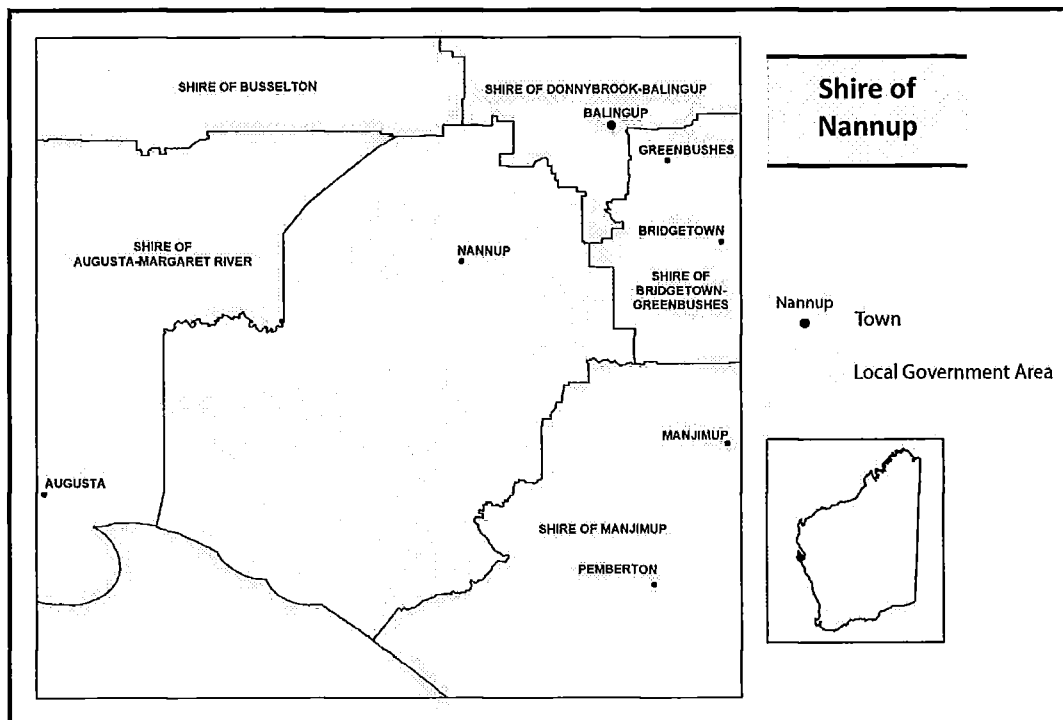 SHIRE OF BUSSELTON
SHIRE OF DONNYBROOK-BALINGUP
BALINGUP
GREENBUSHES
BRIDGETOWN
SHIRE OF
BRIDGETOWN-
GREENBUSHES
SHIRE OF
AUGUSTA-MARGARET RIVER
NANNUP
MANJIMUP
AUGUSTA
SHIRE OF MANJIMUP
PEMBERTON
Shire of
Nannup
Nannup
Town
Local Government Area